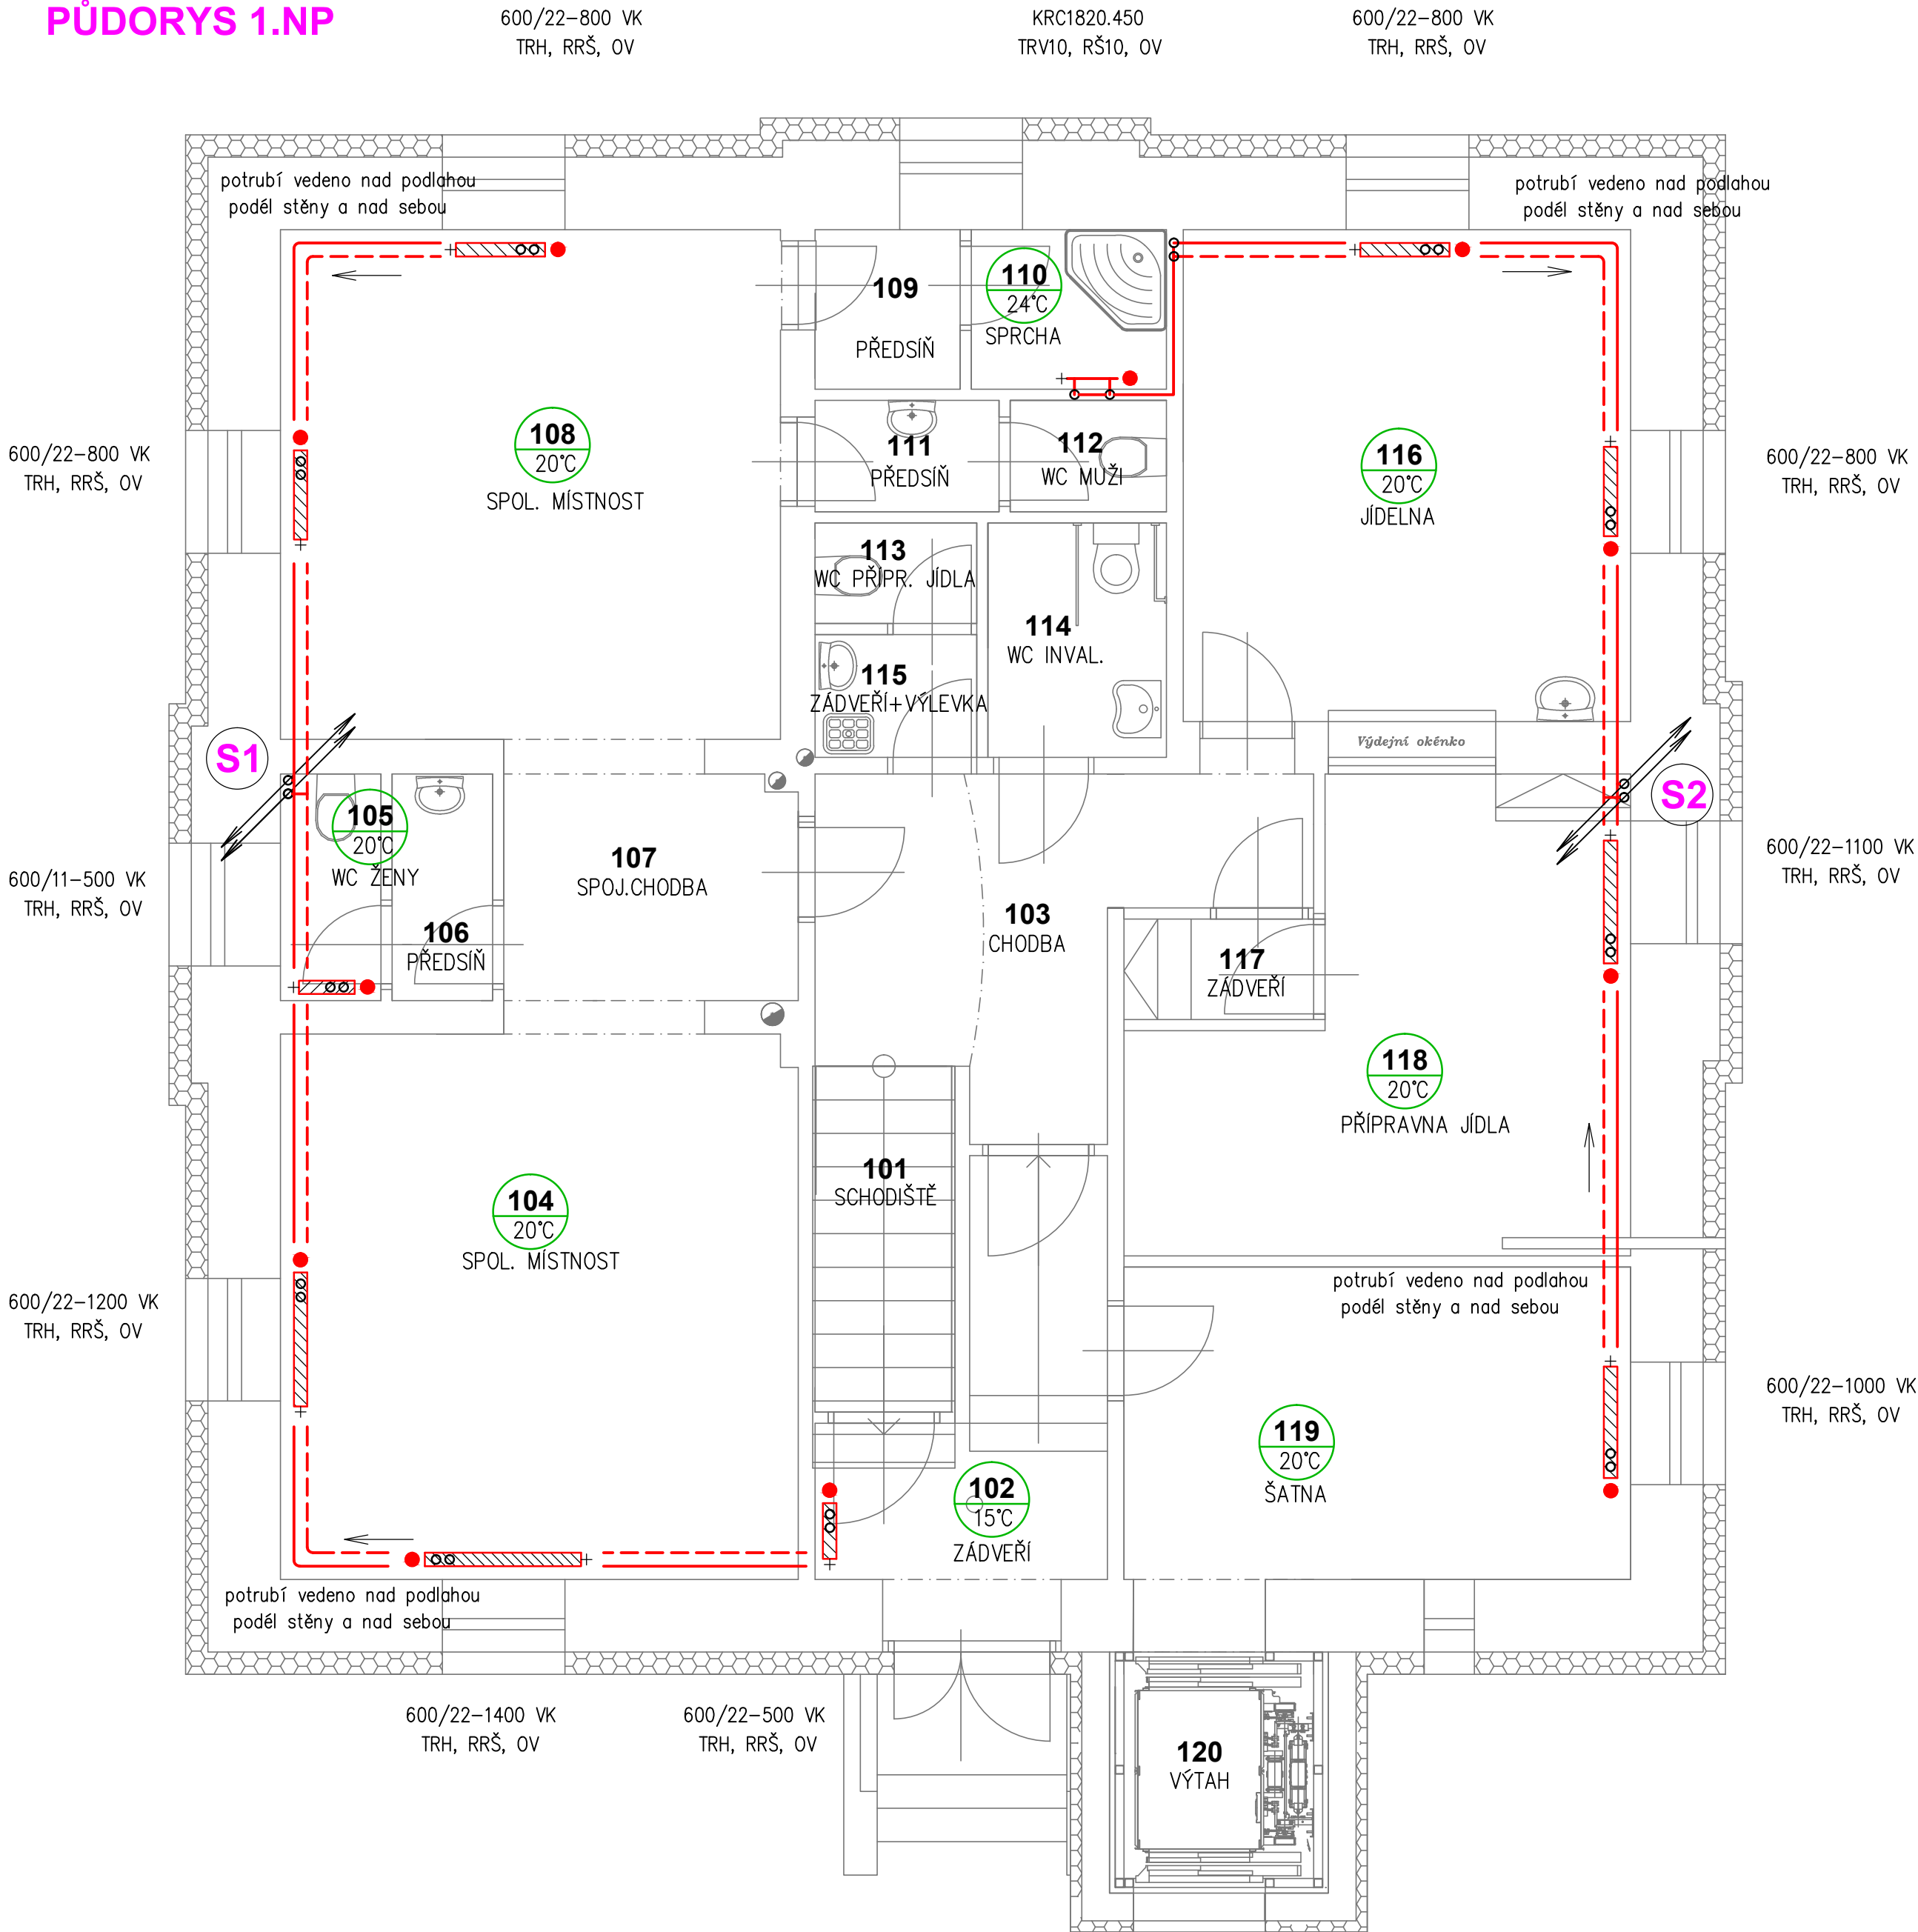 PŮDORYS 1.NP
600/22-800 VK
TRH, RRŠ, OV
KRC1820.450
TRV10, RŠ10, OV
600/22-800 VK
TRH, RRŠ, OV
potrubí vedeno nad podlahou
podél stěny a nad sebou
potrubí vedeno nad podlahou
podél stěny a nad sebou
109
PŘEDSÍŇ
110
24°C
SPRCHA
600/22-800 VK
TRH, RRŠ, OV
108
20°C
SPOL. MÍSTNOST
111
PŘEDSÍŇ
112
WC MUŽI
116
20°C
JÍDELNA
600/22-800 VK
TRH, RRŠ, OV
113
WC PŘÍPR. JÍDLA
114
WC INVAL.
115
ZÁDVEŘÍ+VÝLEVKA
Výdejní okénko
S1
S2
105
20°C
WC ŽENY
600/11-500 VK
TRH, RRŠ, OV
106
PŘEDSÍŇ
107
SPOJ.CHODBA
103
CHODBA
117
ZÁDVEŘÍ
600/22-1100 VK
TRH, RRŠ, OV
118
20°C
PŘÍPRAVNA JÍDLA
101
SCHODIŠTĚ
104
20°C
SPOL. MÍSTNOST
600/22-1200 VK
TRH, RRŠ, OV
potrubí vedeno nad podlahou
podél stěny a nad sebou
600/22-1000 VK
TRH, RRŠ, OV
119
20°C
ŠATNA
102
15°C
ZÁDVEŘÍ
potrubí vedeno nad podlahou
podél stěny a nad sebou
600/22-1400 VK
TRH, RRŠ, OV
600/22-500 VK
TRH, RRŠ, OV
120
VÝTAH